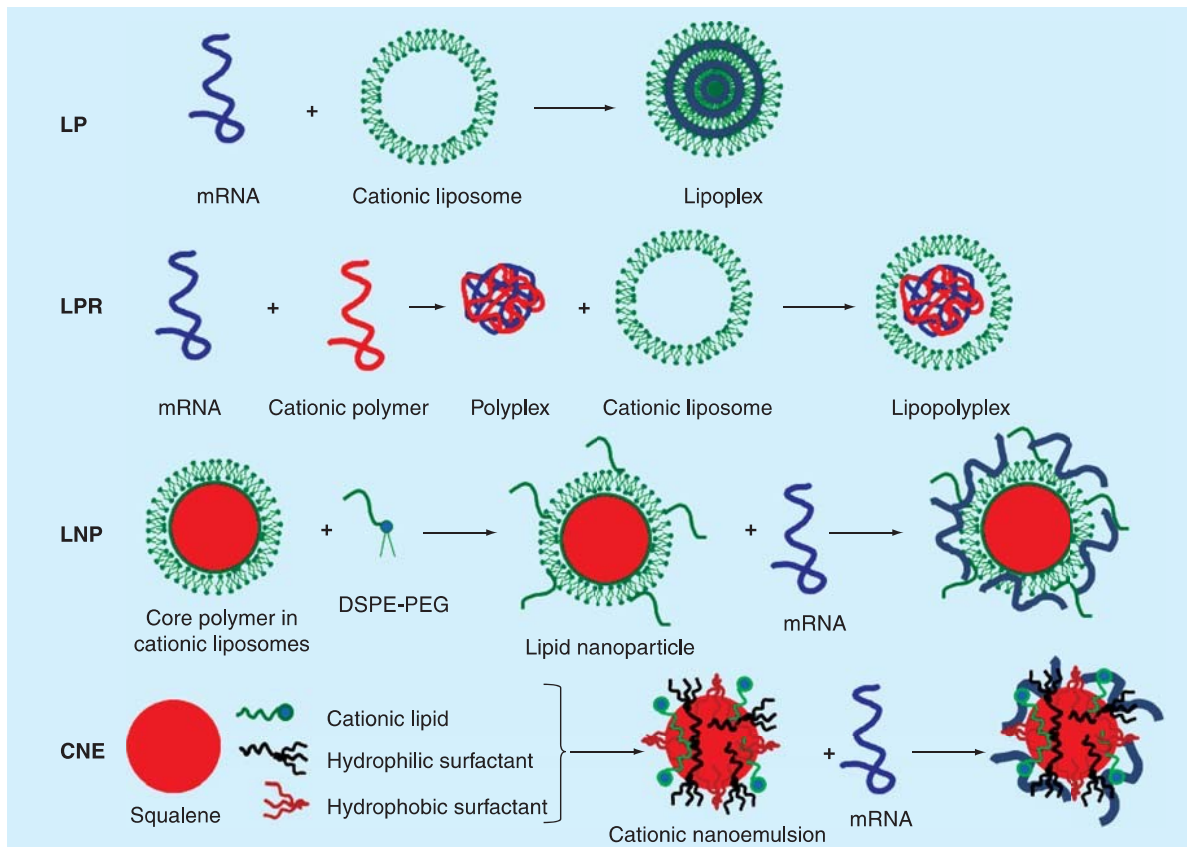 LP
mRNA
+
Cationic liposome
Lipoplex
LPR
mRNA
+
Cationic polymer
Polyplex
+
Cationic liposome
Lipopolyplex
LNP
Core polymer in
cationic liposomes
+
DSPE-PEG
Lipid nanoparticle
+
mRNA
CNE
Squalene
Cationic lipid
Hydrophilic surfactant
Hydrophobic surfactant
Cationic nanoemulsion
+
mRNA